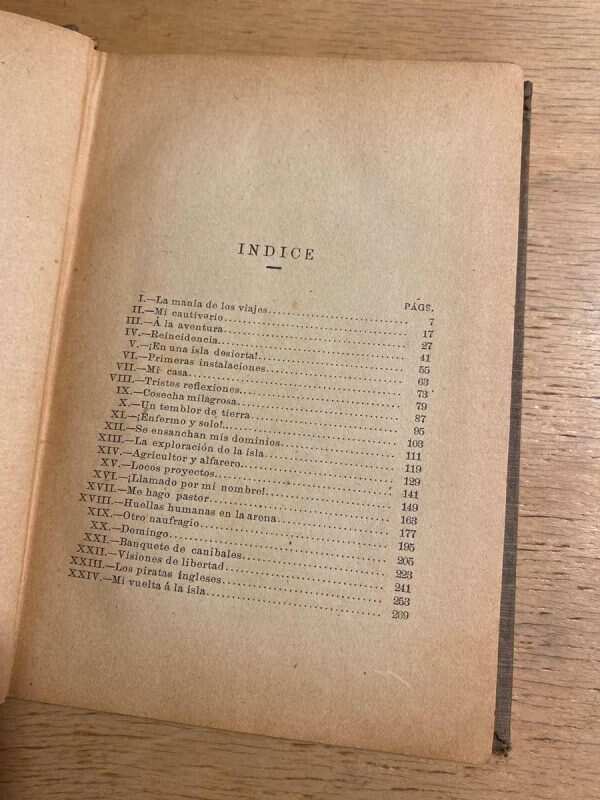 INDICE
PÁGS.
I.—La manía de los viajes 7
II.—Mi cautiverio 17
III.—Á la aventura 27
IV.—Reincidencia 41
V.—¡En una isla desierta! 55
VI.—Primeras instalaciones 63
VII.—Mi casa 73
VIII.—Tristes reflexiones 79
IX.—Cosecha milagrosa 87
X.—Un temblor de tierra 95
XI.—¡Enfermo y solo! 103
XII.—Se ensanchan mis dominios 111
XIII.—La exploración de la isla 119
XIV.—Agricultor y alfarero 129
XV.—Locos proyectos 141
XVI.—¡Llamado por mi nombre! 149
XVII.—Me hago pastor 163
XVIII.—Huellas humanas en la arena 177
XIX.—Otro naufragio 195
XX.—Domingo 205
XXI.—Banquete de caníbales 223
XXII.—Visiones de libertad 241
XXIII.—Los piratas ingleses 253
XXIV.—Mi vuelta á la isla 269